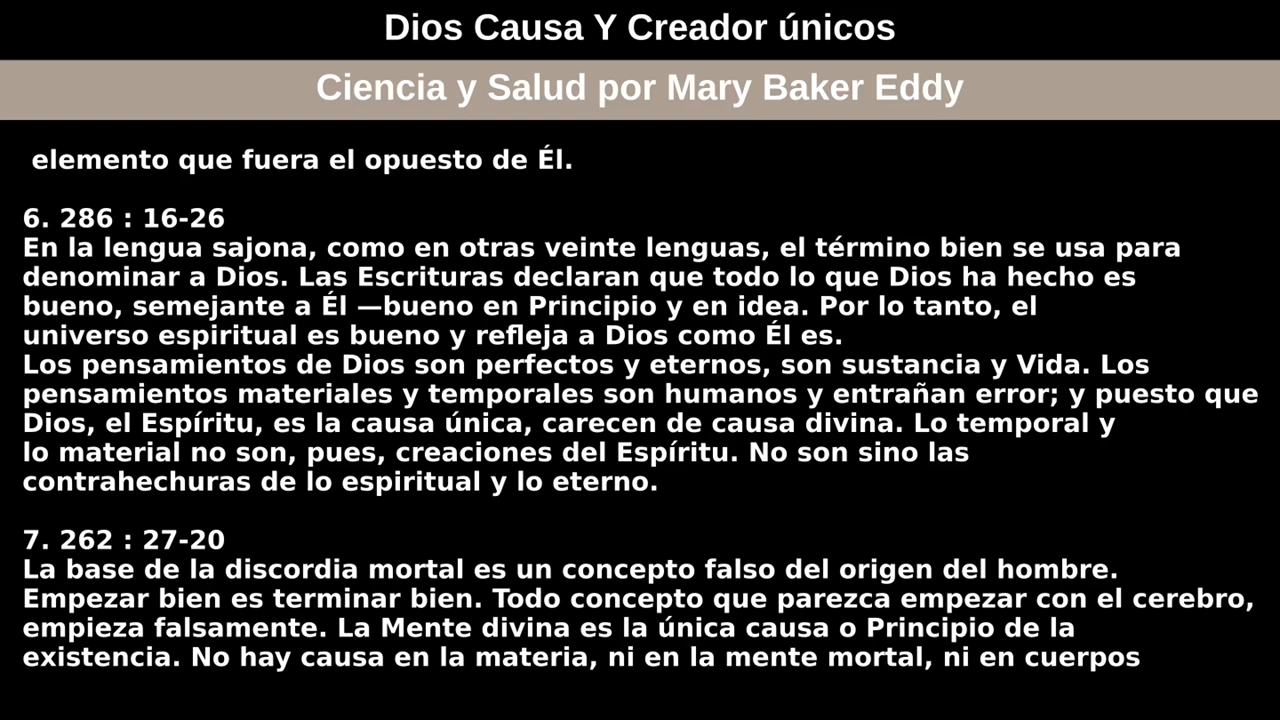 Dios Causa Y Creador únicos
Ciencia y Salud por Mary Baker Eddy
elemento que fuera el opuesto de Él.
6. 286 : 16-26
En la lengua sajona, como en otras veinte lenguas, el término bien se usa para
denominar a Dios. Las Escrituras declaran que todo lo que Dios ha hecho es
bueno, semejante a Él —bueno en Principio y en idea. Por lo tanto, el
universo espiritual es bueno y refleja a Dios como Él es.
Los pensamientos de Dios son perfectos y eternos, son sustancia y Vida. Los
pensamientos materiales y temporales son humanos y entrañan error; y puesto que
Dios, el Espíritu, es la causa única, carecen de causa divina. Lo temporal y
lo material no son, pues, creaciones del Espíritu. No son sino las
contrahechuras de lo espiritual y lo eterno.
7. 262 : 27-20
La base de la discordia mortal es un concepto falso del origen del hombre.
Empezar bien es terminar bien. Todo concepto que parezca empezar con el cerebro,
empieza falsamente. La Mente divina es la única causa o Principio de la
existencia. No hay causa en la materia, ni en la mente mortal, ni en cuerpos